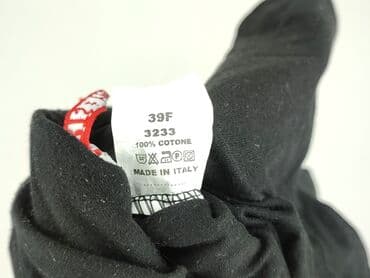 39F
3233
100% COTONE
MADE IN ITALY